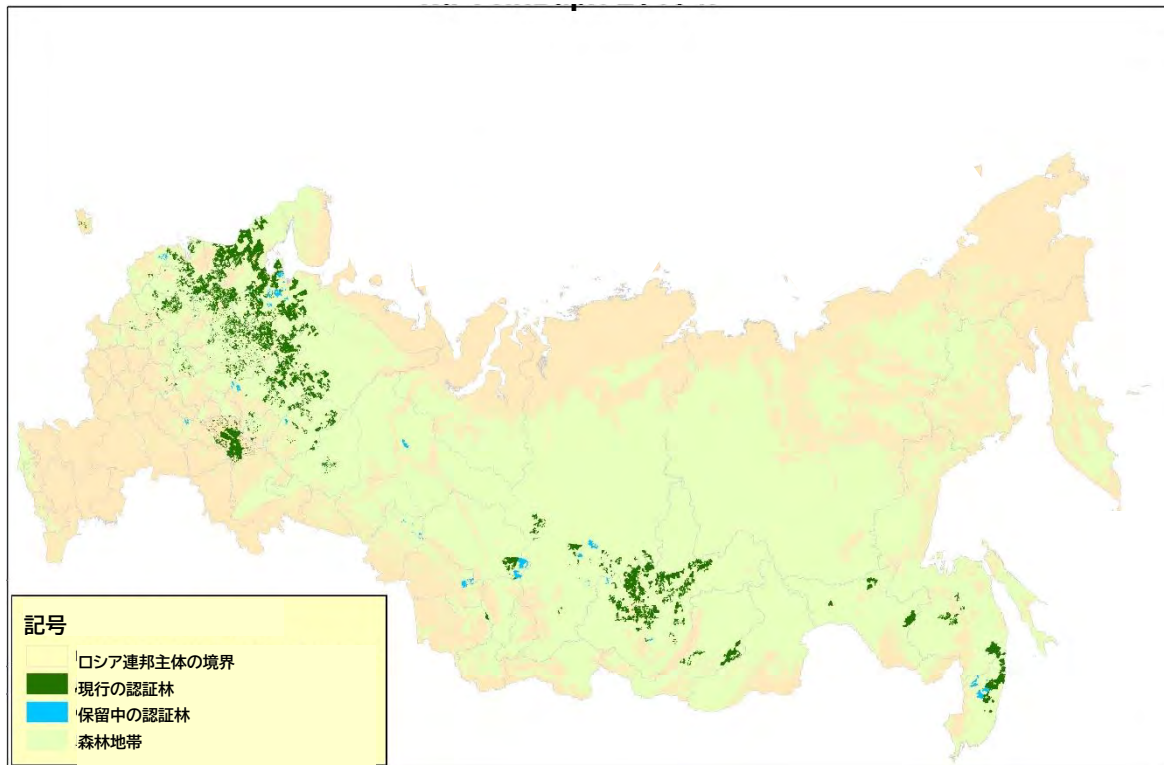 記号
ロシア連邦主体の境界
現行の認証林
保留中の認証林
森林地帯